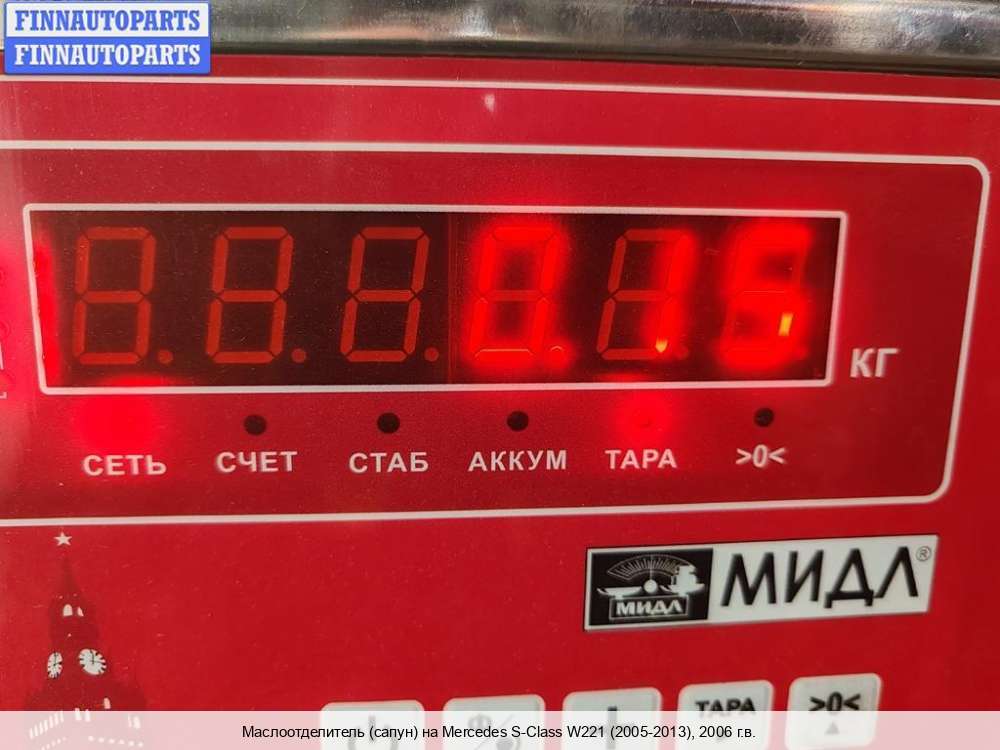 FINNAUTOPARTS
FINNAUTOPARTS
0.15
КГ
СЕТЬ СЧЕТ СТАБ АККУМ ТАРА >0<
МИДЛ МИДЛ®
ТАРА >0<
Маслоотделитель (сапун) на Mercedes S-Class W221 (2005-2013), 2006 г.в.